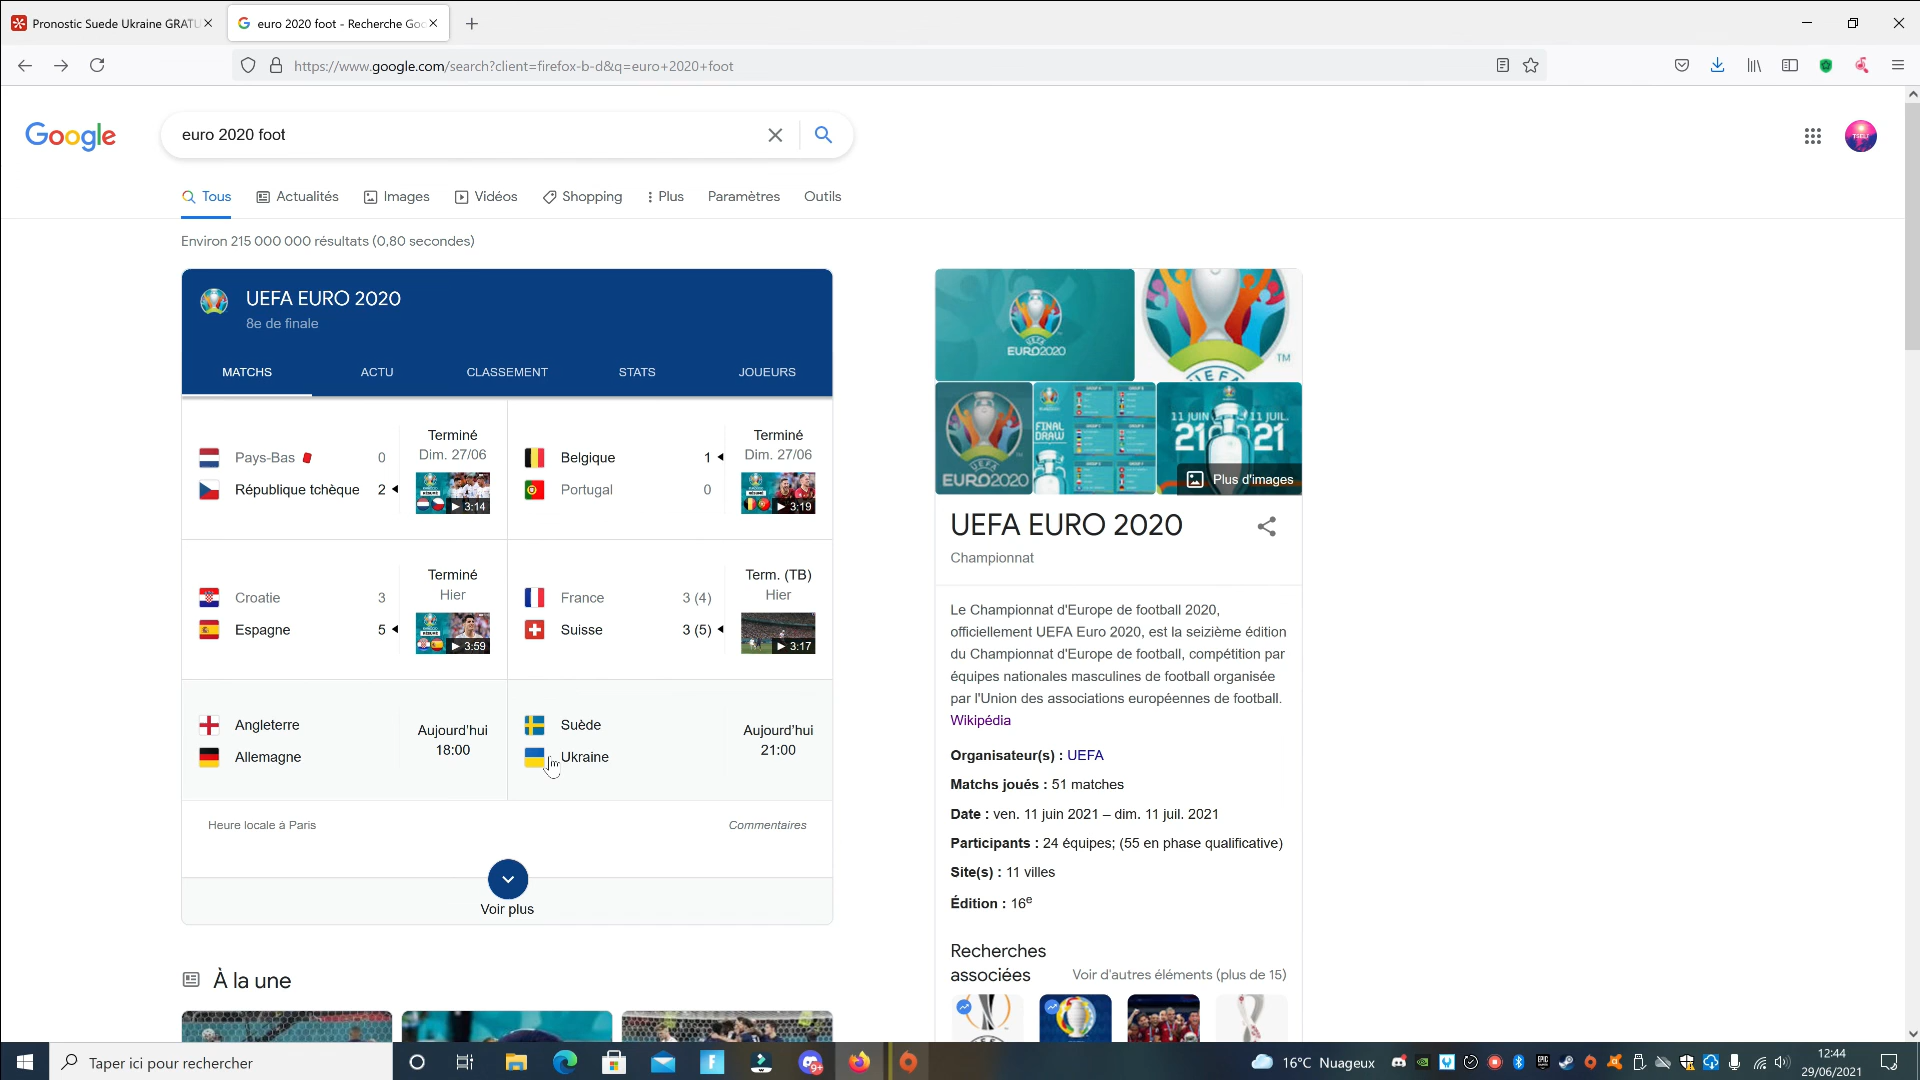 Pronostic Suede Ukraine GRATU
euro 2020 foot - Recherche Goo
https://www.google.com/search?client=firefox-b-d&q=euro+2020+foot
Google
euro 2020 foot
Tous
Actualités
Images
Vidéos
Shopping
Plus
Paramètres
Outils
Environ 215 000 000 résultats (0,80 secondes)
UEFA EURO 2020
8e de finale
MATCHS
ACTU
CLASSEMENT
STATS
JOUEURS
Pays-Bas 0
République tchèque 2
Terminé
Dim. 27/06
3:14
Belgique 1
Portugal 0
Terminé
Dim. 27/06
3:19
Croatie 3
Espagne 5
Terminé
Hier
3:59
France 3 (4)
Suisse 3 (5)
Term. (TB)
Hier
3:17
Angleterre
Allemagne
Aujourd'hui
18:00
Suède
Ukraine
Aujourd'hui
21:00
Heure locale à Paris
Commentaires
Voir plus
À la une
EURO2020
TM
UEFA
EURO2020
FINAL
DRAW
11 JUIN
11 JUIL.
21
21
Plus d'images
UEFA EURO 2020
Championnat
Le Championnat d'Europe de football 2020,
officiellement UEFA Euro 2020, est la seizième édition
du Championnat d'Europe de football, compétition par
équipes nationales masculines de football organisée
par l'Union des associations européennes de football.
Wikipédia
Organisateur(s) : UEFA
Matchs joués : 51 matches
Date : ven. 11 juin 2021 – dim. 11 juil. 2021
Participants : 24 équipes; (55 en phase qualificative)
Site(s) : 11 villes
Édition : 16e
Recherches
associées
Voir d'autres éléments (plus de 15)
Taper ici pour rechercher
9+
16°C Nuageux
12:44
29/06/2021